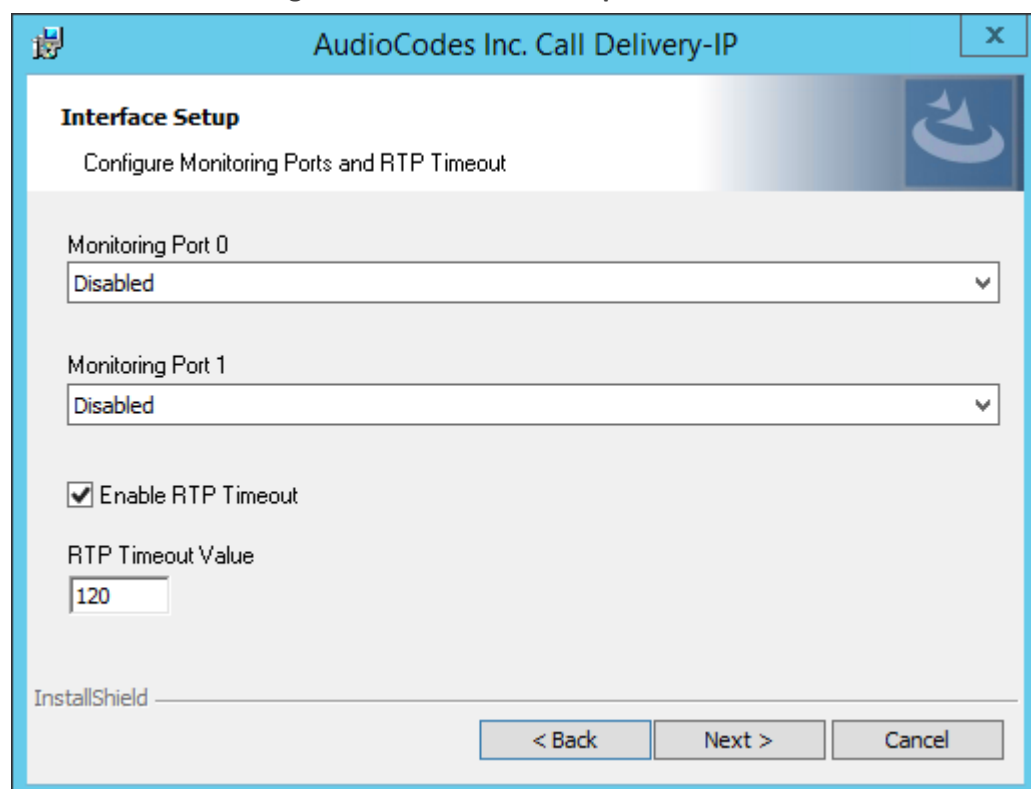 AudioCodes Inc. Call Delivery-IP
x
Interface Setup
Configure Monitoring Ports and RTP Timeout
Monitoring Port 0
Disabled
Monitoring Port 1
Disabled
Enable RTP Timeout
RTP Timeout Value
120
InstallShield
< Back Next > Cancel